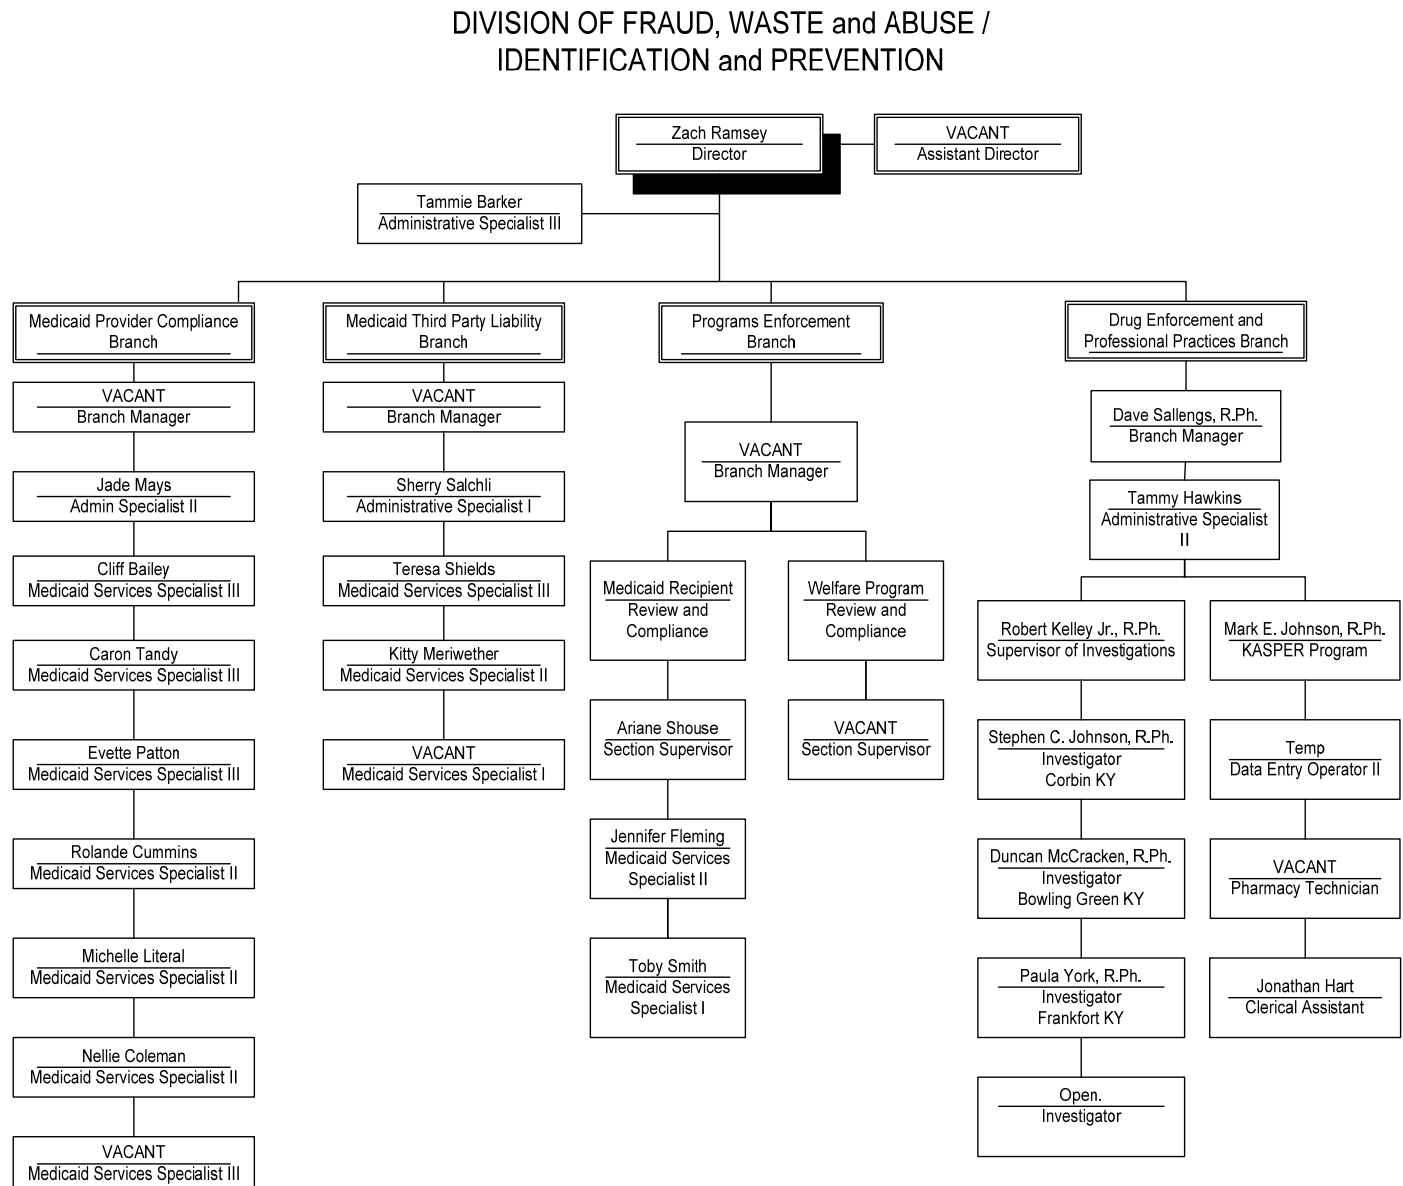 DIVISION OF FRAUD, WASTE and ABUSE /
IDENTIFICATION and PREVENTION
Zach Ramsey
Director
VACANT
Assistant Director
Tammie Barker
Administrative Specialist III
Medicaid Provider Compliance
Branch
VACANT
Branch Manager
Jade Mays
Admin Specialist II
Cliff Bailey
Medicaid Services Specialist III
Caron Tandy
Medicaid Services Specialist III
Evette Patton
Medicaid Services Specialist III
Rolande Cummins
Medicaid Services Specialist II
Michelle Literal
Medicaid Services Specialist II
Nellie Coleman
Medicaid Services Specialist II
VACANT
Medicaid Services Specialist III
Medicaid Third Party Liability
Branch
VACANT
Branch Manager
Sherry Salchli
Administrative Specialist I
Teresa Shields
Medicaid Services Specialist III
Kitty Meriwether
Medicaid Services Specialist II
VACANT
Medicaid Services Specialist I
Programs Enforcement
Branch
VACANT
Branch Manager
Medicaid Recipient
Review and
Compliance
Ariane Shouse
Section Supervisor
Jennifer Fleming
Medicaid Services
Specialist II
Toby Smith
Medicaid Services
Specialist I
Welfare Program
Review and
Compliance
VACANT
Section Supervisor
Drug Enforcement and
Professional Practices Branch
Dave Sallengs, R.Ph.
Branch Manager
Tammy Hawkins
Administrative Specialist
II
Robert Kelley Jr., R.Ph.
Supervisor of Investigations
Stephen C. Johnson, R.Ph.
Investigator
Corbin KY
Duncan McCracken, R.Ph.
Investigator
Bowling Green KY
Paula York, R.Ph.
Investigator
Frankfort KY
Open.
Investigator
Mark E. Johnson, R.Ph.
KASPER Program
Temp
Data Entry Operator II
VACANT
Pharmacy Technician
Jonathan Hart
Clerical Assistant